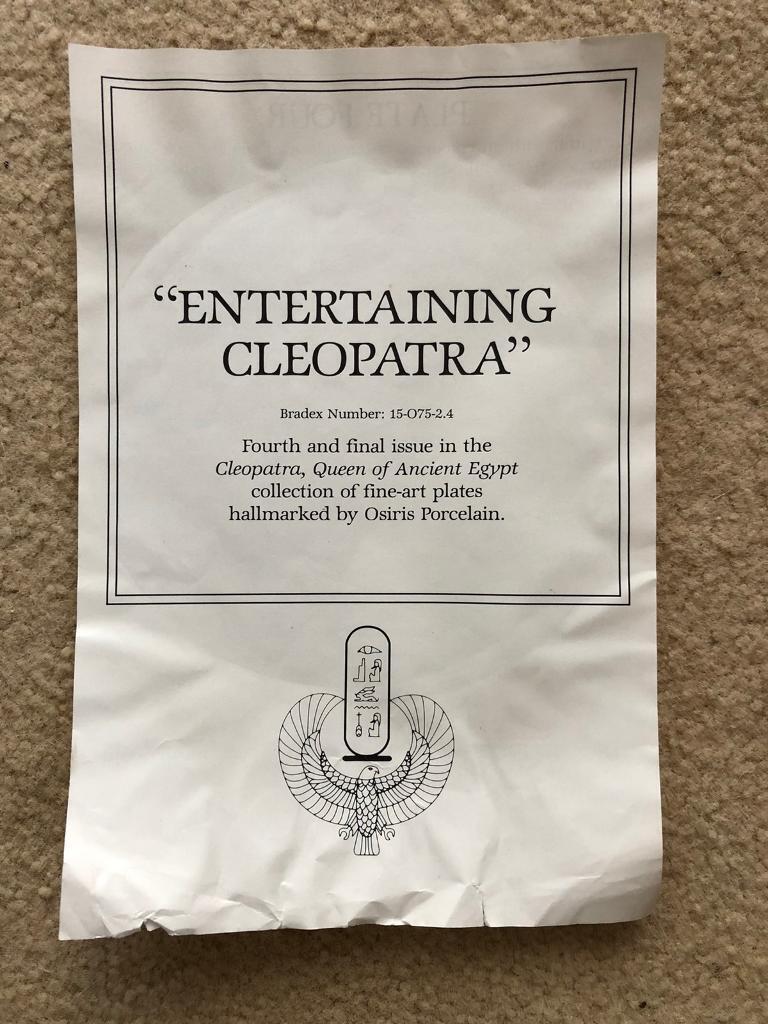 “ENTERTAINING
CLEOPATRA”
Bradex Number: 15-O75-2.4
Fourth and final issue in the
Cleopatra, Queen of Ancient Egypt
collection of fine-art plates
hallmarked by Osiris Porcelain.